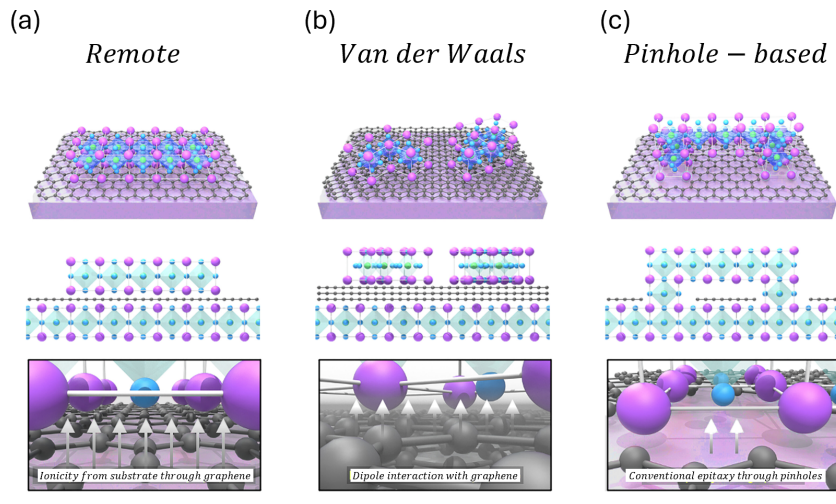 (a)
Remote
(b)
Van der Waals
(c)
Pinhole – based
Ionicity from substrate through graphene
Dipole interaction with graphene
Conventional epitaxy through pinholes